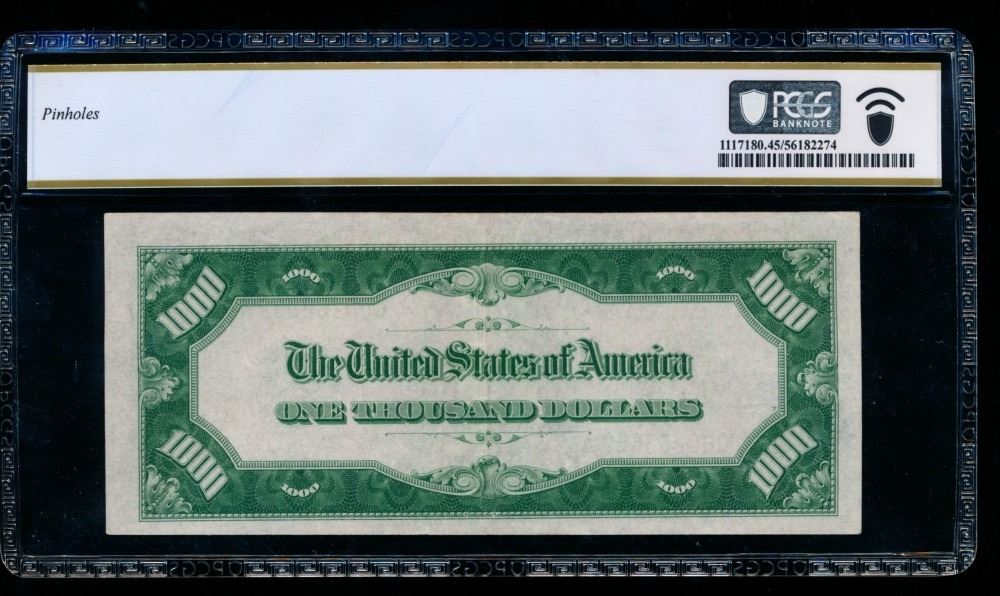 Pinholes
PCGS
BANKNOTE
1117180.45/56182274
1000 1000 1000 1000
The United States of America
ONE THOUSAND DOLLARS
1000 1000 1000 1000